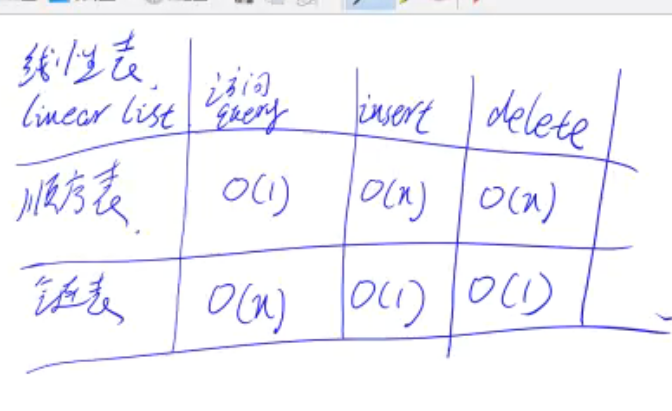 线性表
linear list
访问
query
insert
delete
顺序表
O(1)
O(n)
O(n)
链表
O(n)
O(1)
O(1)